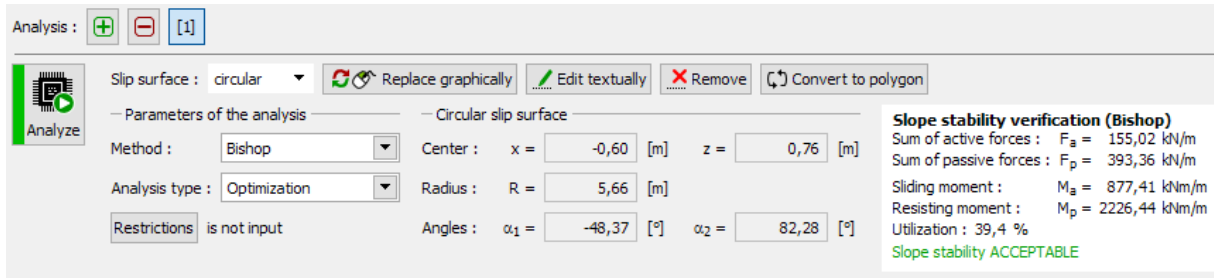 Analysis : [1]
Analyze
Slip surface : circular Replace graphically Edit textually Remove Convert to polygon
Parameters of the analysis
Method : Bishop
Analysis type : Optimization
Restrictions is not input
Circular slip surface
Center : x = -0,60 [m] z = 0,76 [m]
Radius : R = 5,66 [m]
Angles : α1 = -48,37 [°] α2 = 82,28 [°]
Slope stability verification (Bishop)
Sum of active forces : Fa = 155,02 kN/m
Sum of passive forces : Fp = 393,36 kN/m
Sliding moment : Ma = 877,41 kNm/m
Resisting moment : Mp = 2226,44 kNm/m
Utilization : 39,4 %
Slope stability ACCEPTABLE